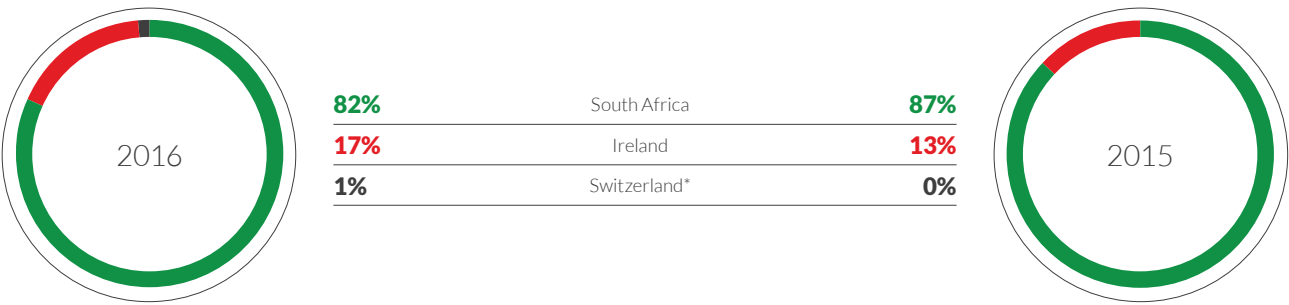 2016
82% South Africa 87%
17% Ireland 13%
1% Switzerland* 0%
2015